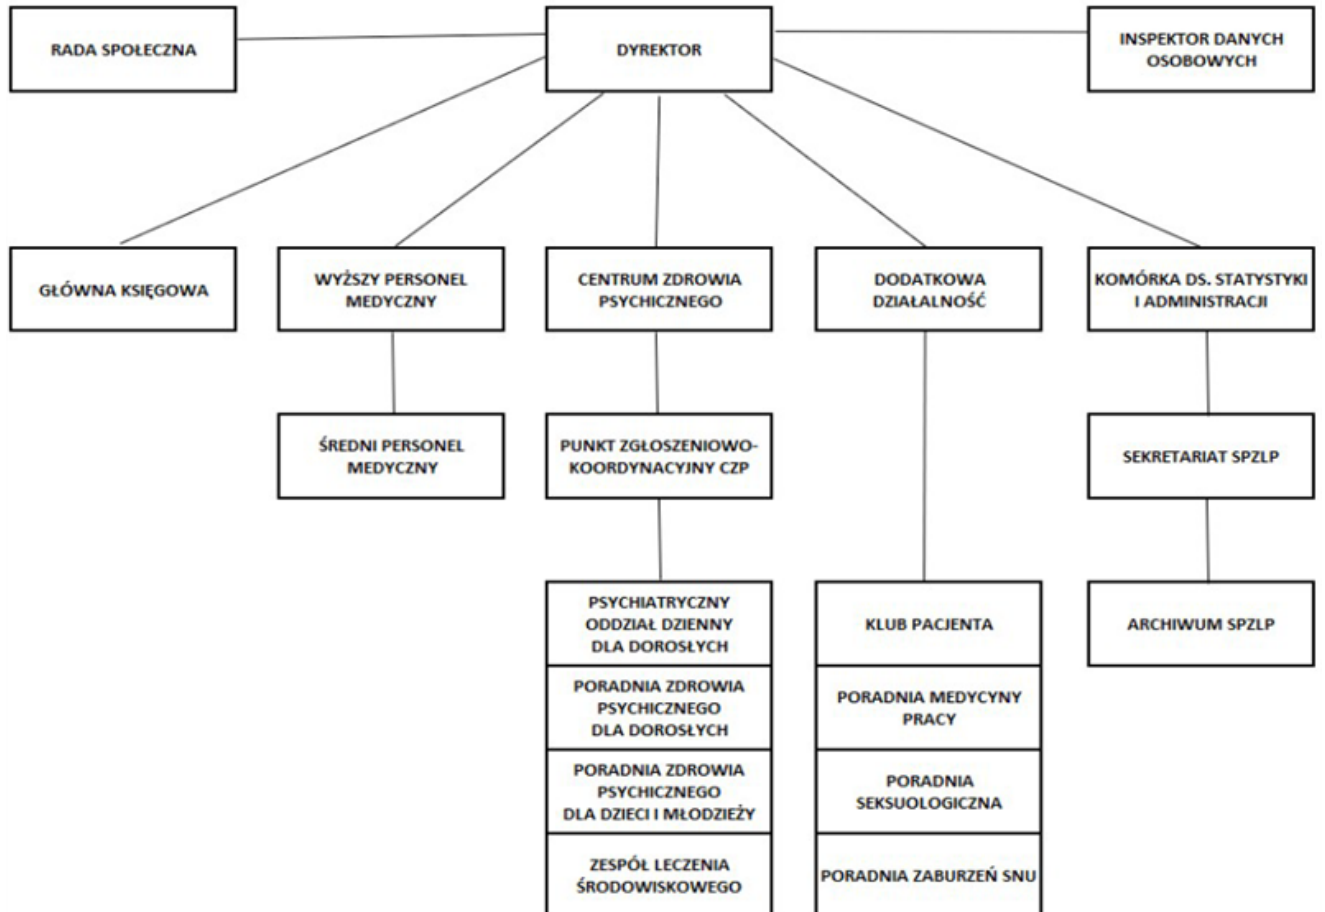 RADA SPOŁECZNA
DYREKTOR
INSPEKTOR DANYCH
OSOBOWYCH
GŁÓWNA KSIĘGOWA
WYŻSZY PERSONEL
MEDYCZNY
CENTRUM ZDROWIA
PSYCHICZNEGO
DODATKOWA
DZIAŁALNOŚĆ
KOMÓRKA DS. STATYSTYKI
I ADMINISTRACJI
ŚREDNI PERSONEL
MEDYCZNY
PUNKT ZGŁOSZENIOWO-
KOORDYNACYJNY CZP
SEKRETARIAT SPZLP
PSYCHIATRYCZNY
ODDZIAŁ DZIENNY
DLA DOROSŁYCH
PORADNIA ZDROWIA
PSYCHICZNEGO
DLA DOROSŁYCH
PORADNIA ZDROWIA
PSYCHICZNEGO
DLA DZIECI I MŁODZIEŻY
ZESPÓŁ LECZENIA
ŚRODOWISKOWEGO
KLUB PACJENTA
PORADNIA MEDYCYNY
PRACY
PORADNIA
SEKSUOLOGICZNA
PORADNIA ZABURZEŃ SNU
ARCHIWUM SPZLP